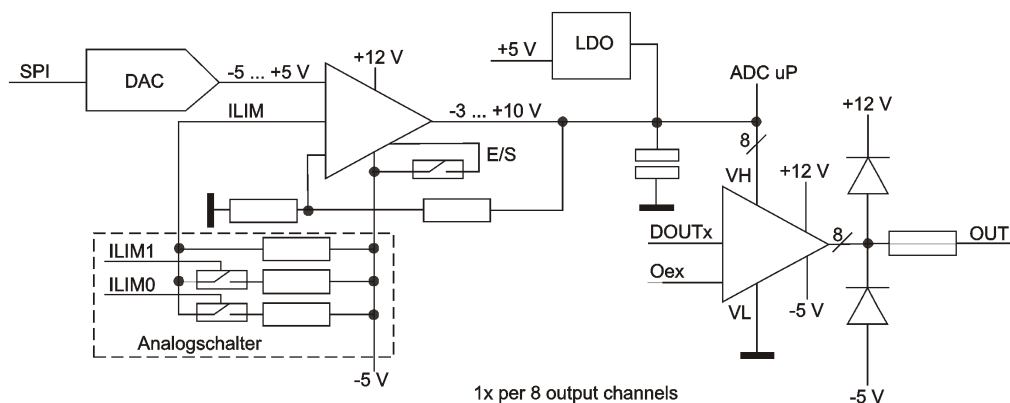 SPI
DAC
-5 ... +5 V
+12 V
ILIM
-3 ... +10 V
E/S
+5 V
LDO
ADC uP
8
VH
+12 V
+12 V
DOUTx
8
OUT
Oex
VL
-5 V
-5 V
ILIM1
ILIM0
Analogschalter
-5 V
1x per 8 output channels